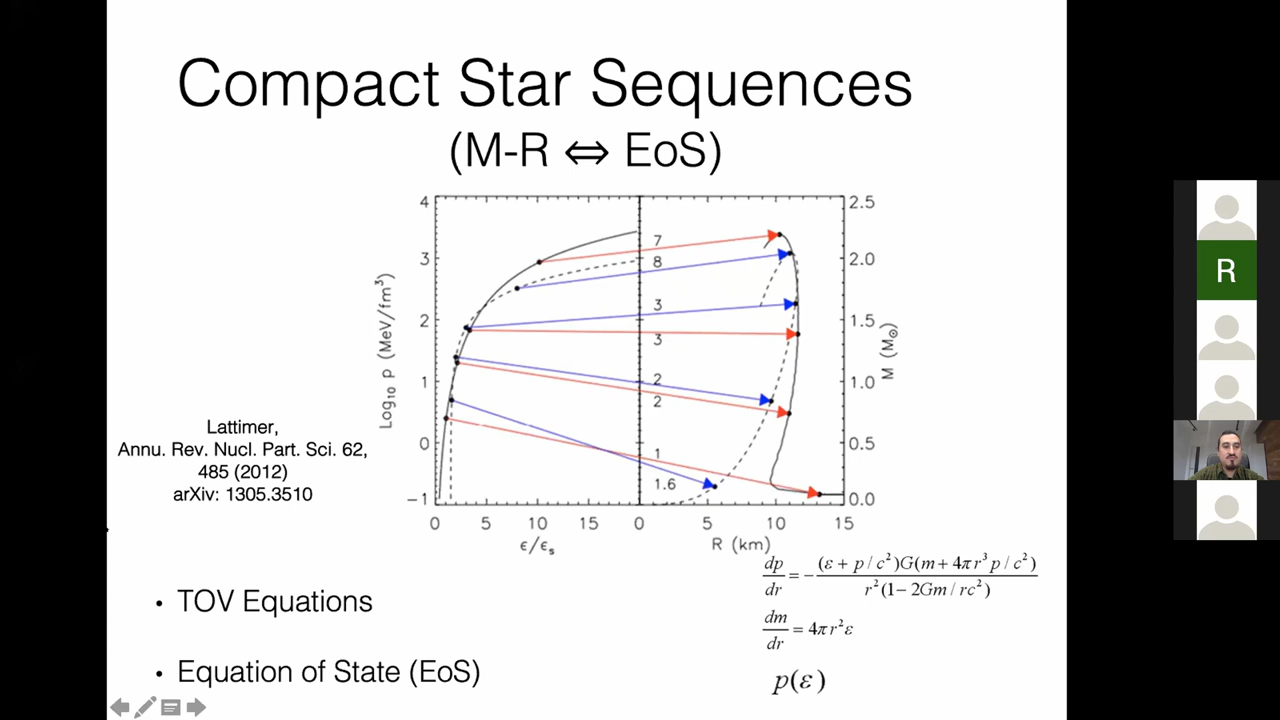 Compact Star Sequences
(M-R ⇔ EoS)
4
3
2
1
0
−1
Log₁₀ p (MeV/fm³)
0 5 10 15
ϵ/ϵₛ
7
8
3
3
2
2
1
1.6
0 5 10 15
R (km)
2.5
2.0
1.5
1.0
0.5
0.0
M (M⊙)
Lattimer,
Annu. Rev. Nucl. Part. Sci. 62,
485 (2012)
arXiv: 1305.3510
• TOV Equations
• Equation of State (EoS)
dp/dr = −(ε + p/c²)G(m + 4πr³p/c²)/r²(1 − 2Gm/rc²)
dm/dr = 4πr²ε
p(ε)
R